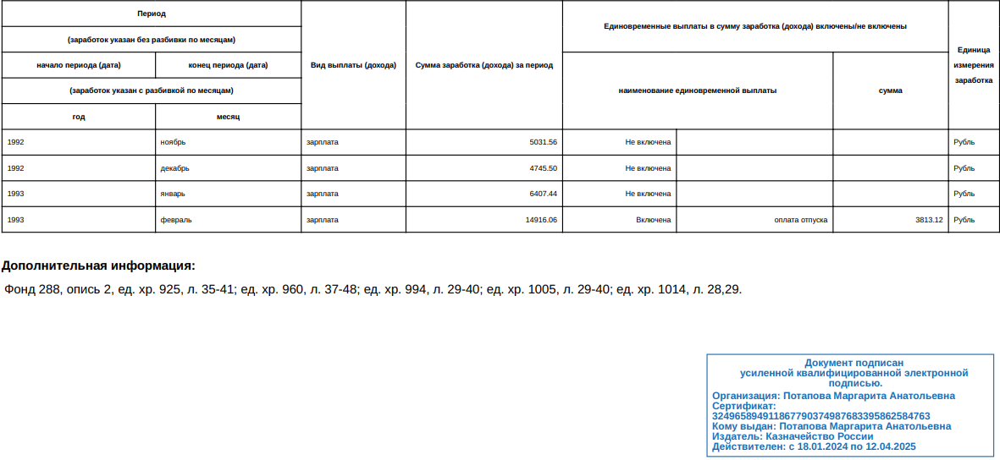 Период
(заработок указан без разбивки по месяцам)
начало периода (дата) конец периода (дата)
(заработок указан с разбивкой по месяцам)
год месяц
Вид выплаты (дохода)
Сумма заработка (дохода) за период
Единовременные выплаты в сумму заработка (дохода) включены/не включены
наименование единовременной выплаты
сумма
Единица
измерения
заработка
1992 ноябрь зарплата 5031.56 Не включена Рубль
1992 декабрь зарплата 4745.50 Не включена Рубль
1993 январь зарплата 6407.44 Не включена Рубль
1993 февраль зарплата 14916.06 Включена оплата отпуска 3813.12 Рубль
Дополнительная информация:
Фонд 288, опись 2, ед. хр. 925, л. 35-41; ед. хр. 960, л. 37-48; ед. хр. 994, л. 29-40; ед. хр. 1005, л. 29-40; ед. хр. 1014, л. 28,29.
Документ подписан
усиленной квалифицированной электронной
подписью.
Организация: Потапова Маргарита Анатольевна
Сертификат:
324965894911867790374987683395862584763
Кому выдан: Потапова Маргарита Анатольевна
Издатель: Казначейство России
Действителен: с 18.01.2024 по 12.04.2025